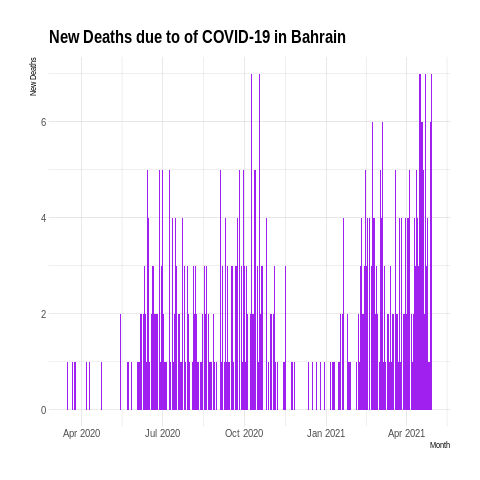 New Deaths due to of COVID-19 in Bahrain
New Deaths
6
4
2
0
Apr 2020 Jul 2020 Oct 2020 Jan 2021 Apr 2021
Month